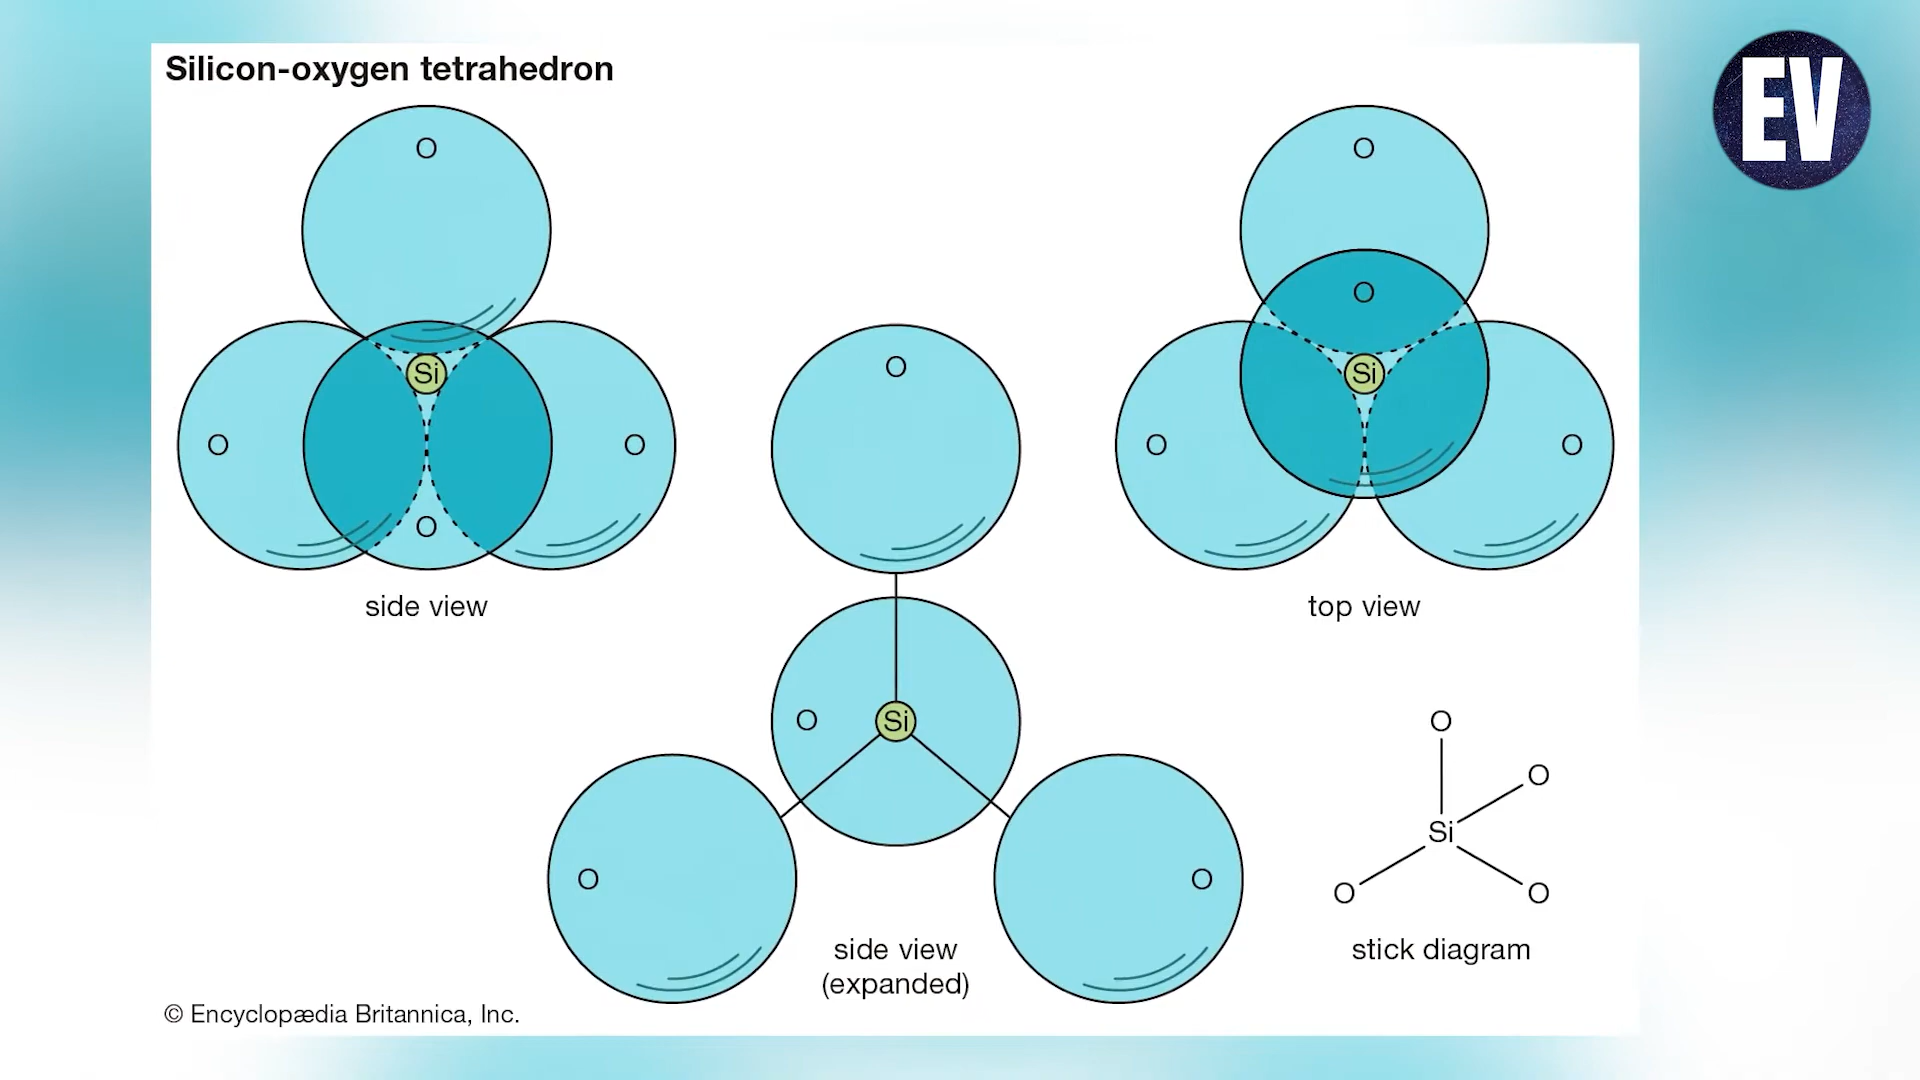 Silicon-oxygen tetrahedron
EV
O
O
Si
O
O
side view
O
O
Si
O
O
top view
O
O
Si
O
O
side view
(expanded)
O
O
Si
O
O
stick diagram
© Encyclopædia Britannica, Inc.